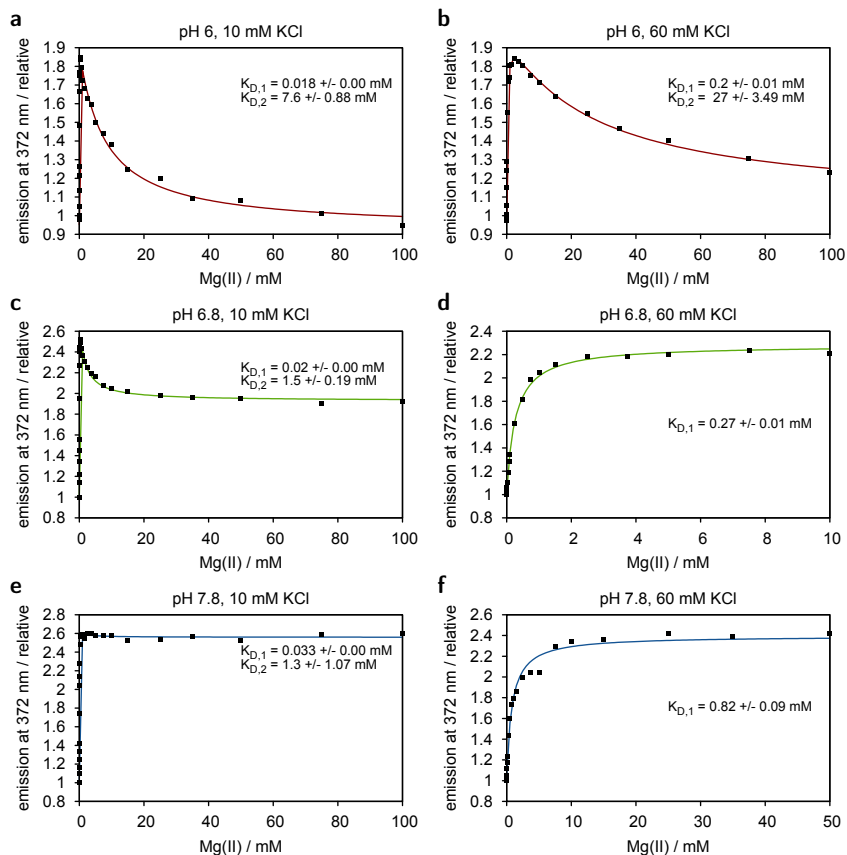 a
pH 6, 10 mM KCl
emission at 372 nm / relative
1.9
1.8
1.7
1.6
1.5
1.4
1.3
1.2
1.1
1
0.9
K_D,1 = 0.018 +/- 0.00 mM
K_D,2 = 7.6 +/- 0.88 mM
0 20 40 60 80 100
Mg(II) / mM
b
pH 6, 60 mM KCl
emission at 372 nm / relative
1.9
1.8
1.7
1.6
1.5
1.4
1.3
1.2
1.1
1
0.9
K_D,1 = 0.2 +/- 0.01 mM
K_D,2 = 27 +/- 3.49 mM
0 20 40 60 80 100
Mg(II) / mM
c
pH 6.8, 10 mM KCl
emission at 372 nm / relative
2.6
2.4
2.2
2
1.8
1.6
1.4
1.2
1
0.8
K_D,1 = 0.02 +/- 0.00 mM
K_D,2 = 1.5 +/- 0.19 mM
0 20 40 60 80 100
Mg(II) / mM
d
pH 6.8, 60 mM KCl
emission at 372 nm / relative
2.4
2.2
2
1.8
1.6
1.4
1.2
1
0.8
K_D,1 = 0.27 +/- 0.01 mM
0 2 4 6 8 10
Mg(II) / mM
e
pH 7.8, 10 mM KCl
emission at 372 nm / relative
2.8
2.6
2.4
2.2
2
1.8
1.6
1.4
1.2
1
0.8
K_D,1 = 0.033 +/- 0.00 mM
K_D,2 = 1.3 +/- 1.07 mM
0 20 40 60 80 100
Mg(II) / mM
f
pH 7.8, 60 mM KCl
emission at 372 nm / relative
2.6
2.4
2.2
2
1.8
1.6
1.4
1.2
1
0.8
K_D,1 = 0.82 +/- 0.09 mM
0 10 20 30 40 50
Mg(II) / mM